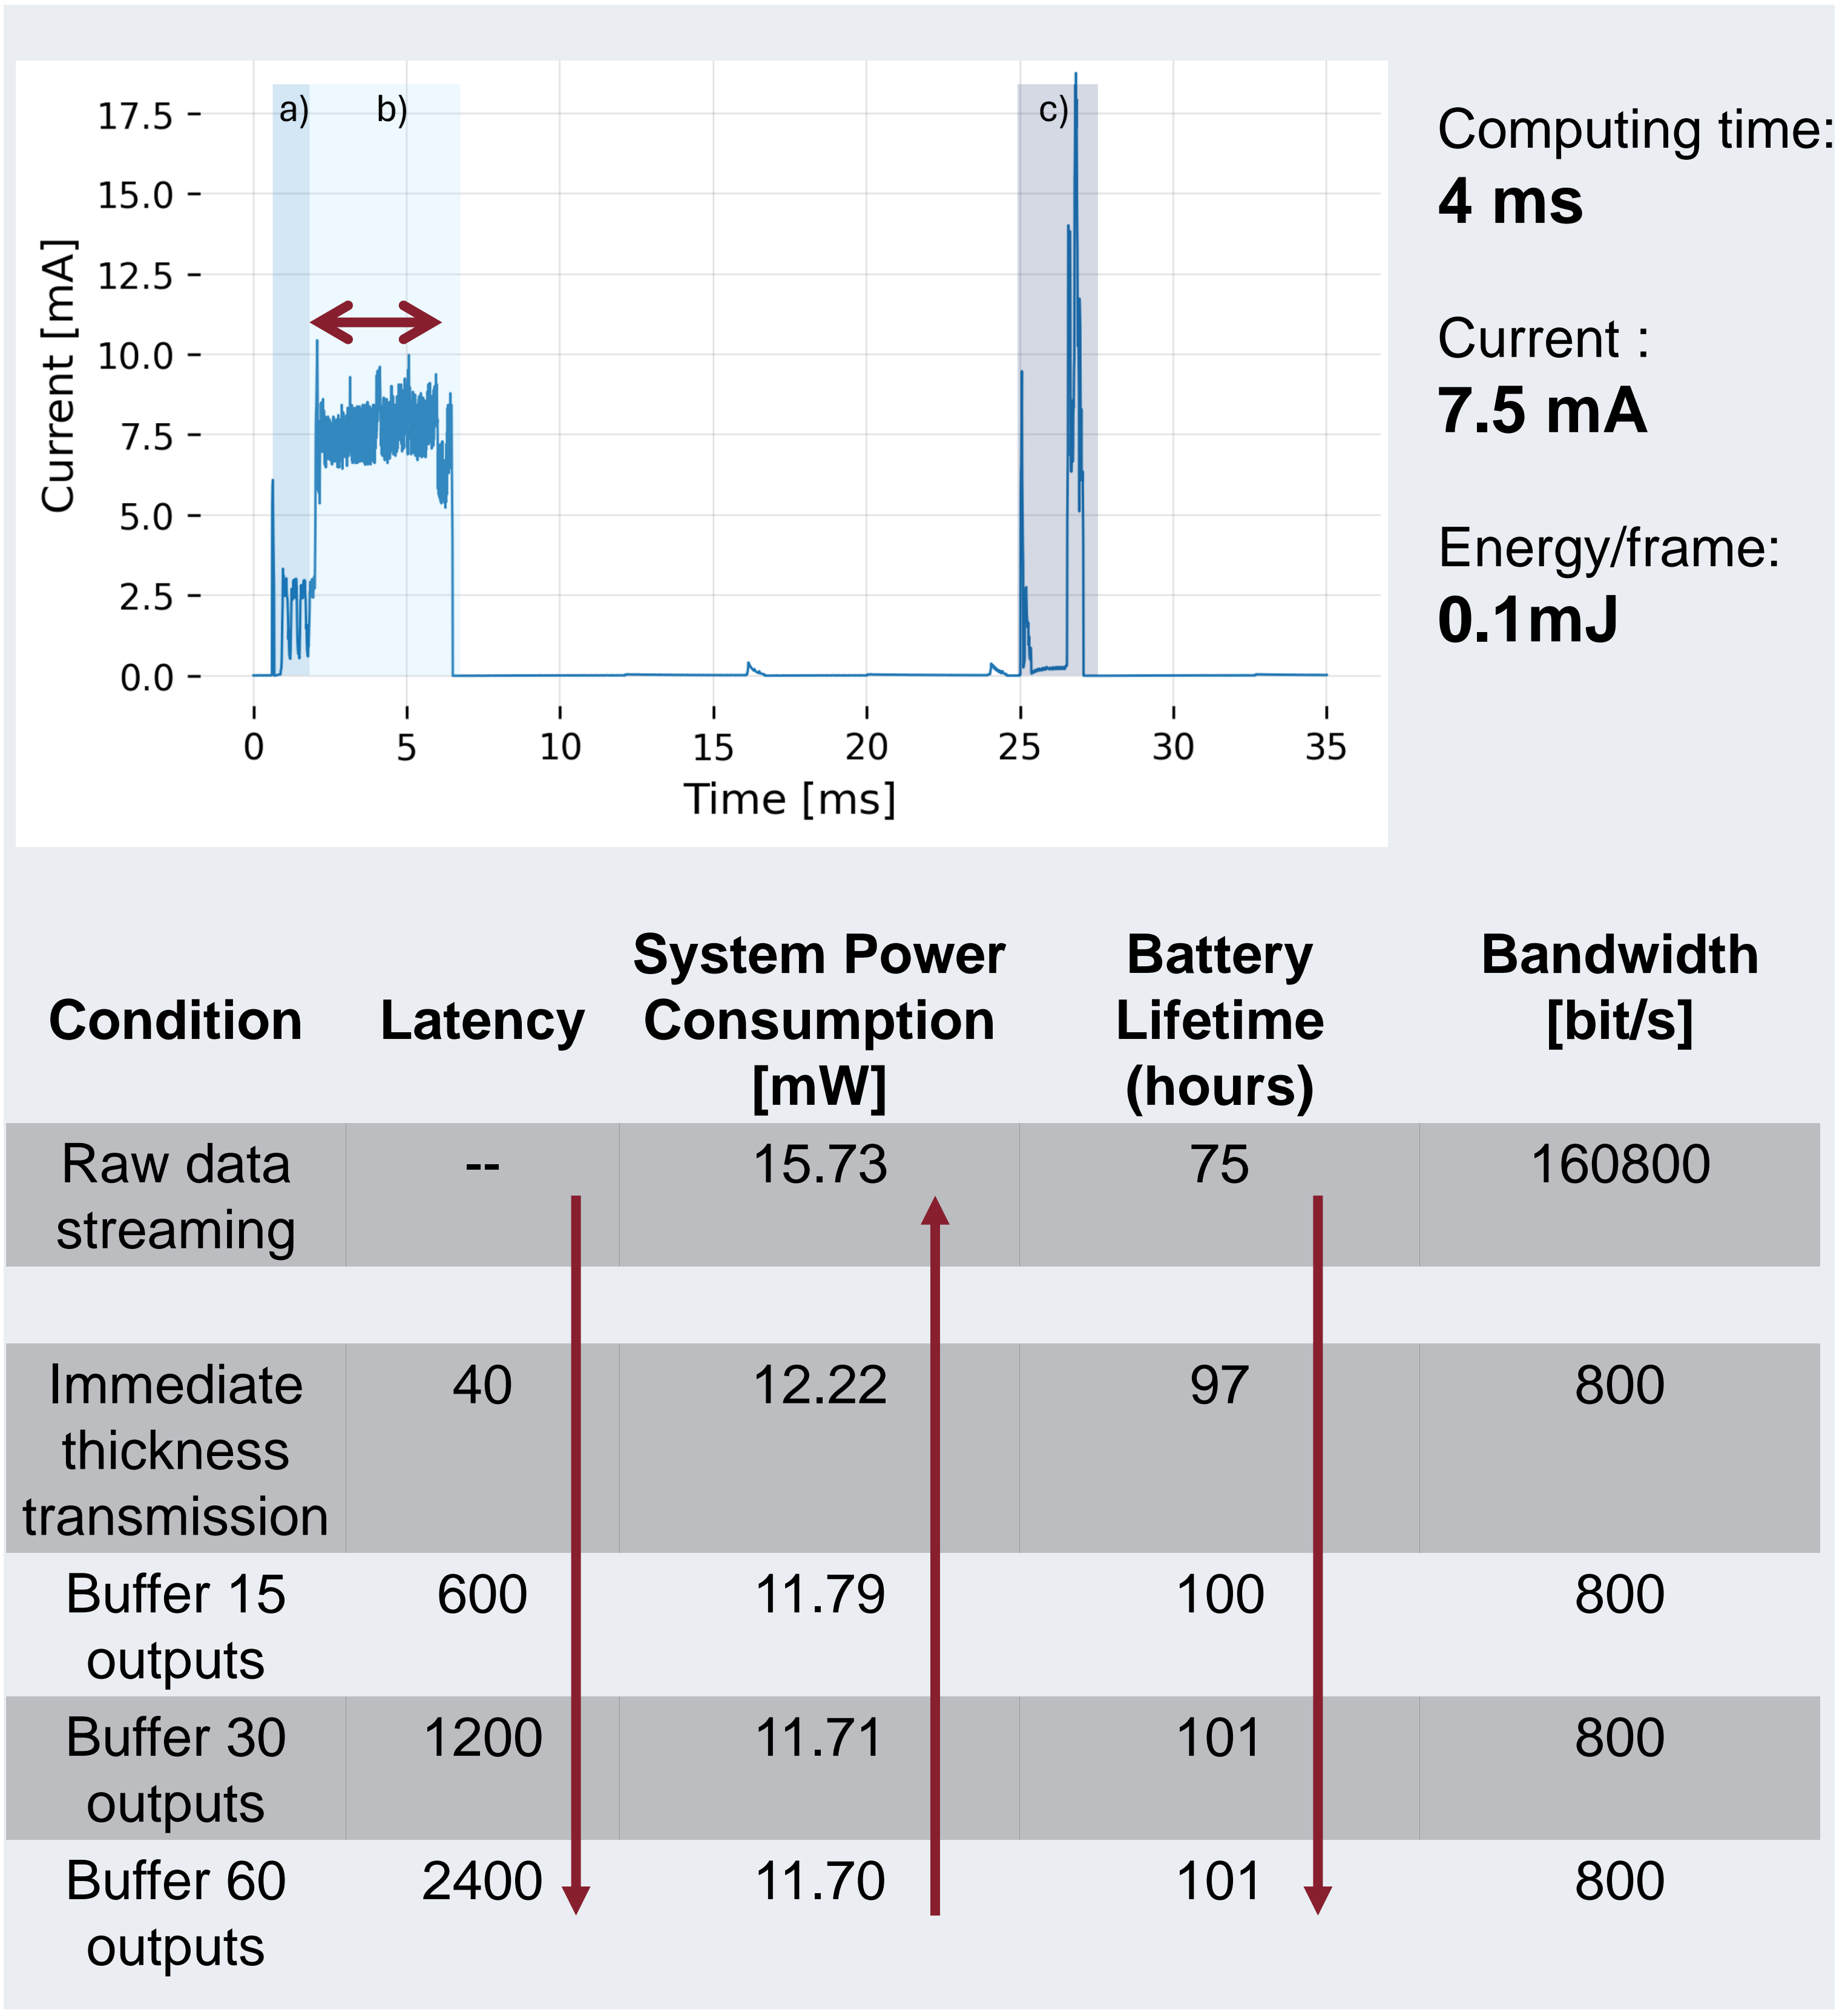 a)
b)
c)
17.5
15.0
12.5
10.0
7.5
5.0
2.5
0.0
Current [mA]
0 5 10 15 20 25 30 35
Time [ms]
Computing time:
4 ms
Current :
7.5 mA
Energy/frame:
0.1mJ
Condition
Latency
System Power
Consumption
[mW]
Battery
Lifetime
(hours)
Bandwidth
[bit/s]
Raw data
streaming
--
15.73
75
160800
Immediate
thickness
transmission
40
12.22
97
800
Buffer 15
outputs
600
11.79
100
800
Buffer 30
outputs
1200
11.71
101
800
Buffer 60
outputs
2400
11.70
101
800